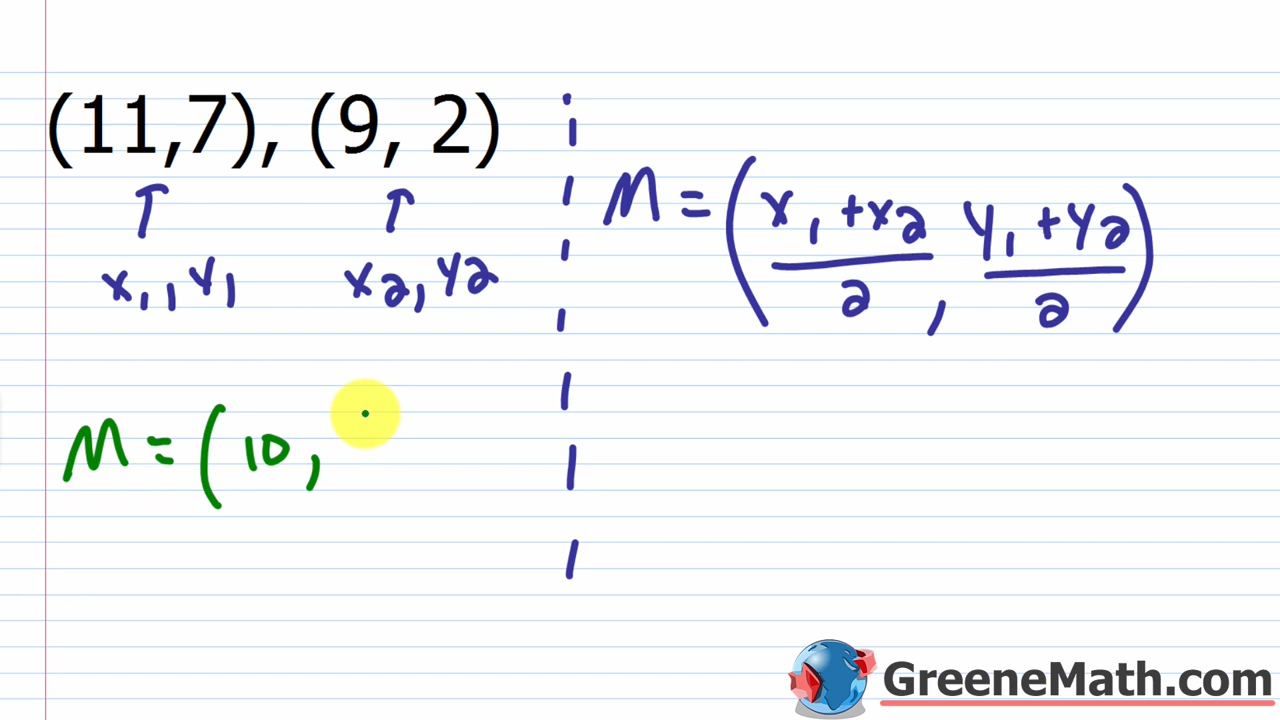 (11,7), (9, 2)
x₁, y₁ x₂, y₂
M = (x₁ + x₂ / 2, y₁ + y₂ / 2)
M = (10,
GreeneMath.com